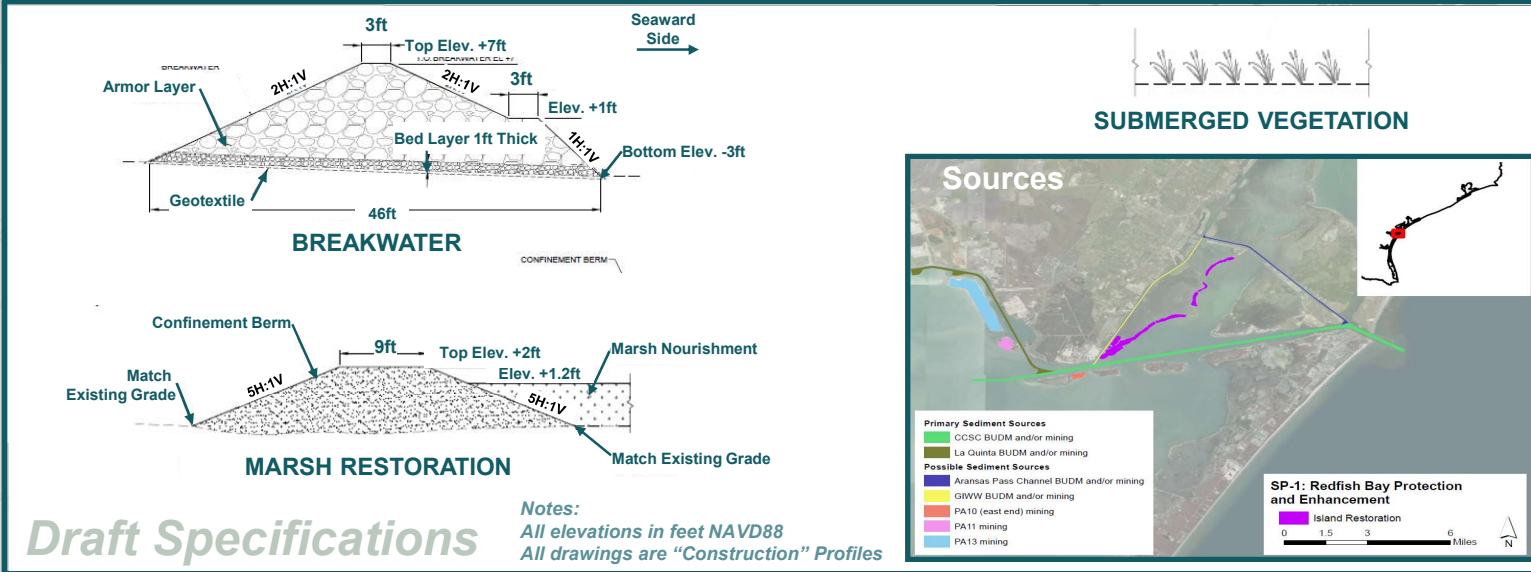 3ft
Top Elev. +7ft
T.O. BREAKWATER EL +7
Seaward
Side
BREAKWATER
2H:1V
2H:1V
3ft
Armor Layer
Elev. +1ft
Bed Layer 1ft Thick
1H:1V
Bottom Elev. -3ft
Geotextile
46ft
BREAKWATER
SUBMERGED VEGETATION
CONFINEMENT BERM
Confinement Berm
9ft
Top Elev. +2ft
Marsh Nourishment
Elev. +1.2ft
Match
Existing Grade
5H:1V
5H:1V
Match Existing Grade
MARSH RESTORATION
Draft Specifications
Notes:
All elevations in feet NAVD88
All drawings are “Construction” Profiles
Sources
Primary Sediment Sources
CCSC BUDM and/or mining
La Quinta BUDM and/or mining
Possible Sediment Sources
Aransas Pass Channel BUDM and/or mining
GIWW BUDM and/or mining
PA10 (east end) mining
PA11 mining
PA13 mining
SP-1: Redfish Bay Protection
and Enhancement
Island Restoration
0 1.5 3 6
Miles
N